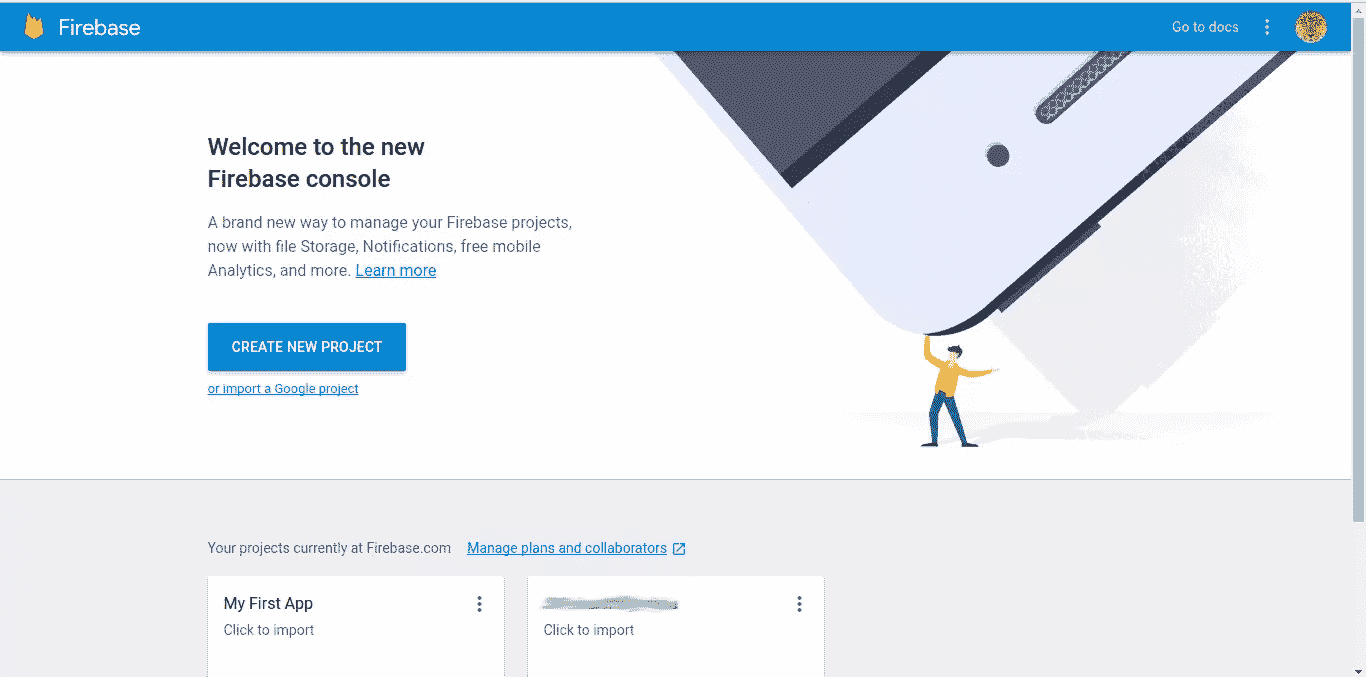 Firebase
Go to docs
Welcome to the new
Firebase console
A brand new way to manage your Firebase projects,
now with file Storage, Notifications, free mobile
Analytics, and more. Learn more
CREATE NEW PROJECT
or import a Google project
Your projects currently at Firebase.com Manage plans and collaborators
My First App
Click to import
Click to import